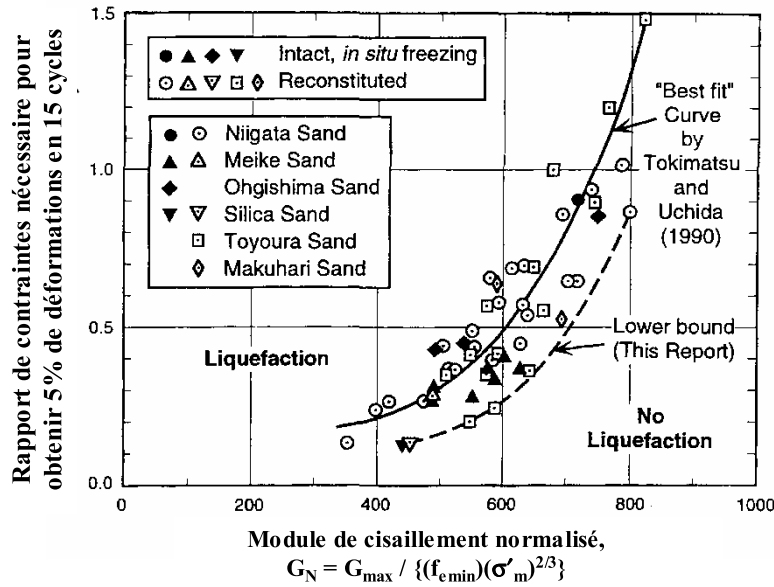 Rapport de contraintes nécessaire pour
obtenir 5% de déformations en 15 cycles
1.5
1.0
0.5
0.0
Intact, in situ freezing
Reconstituted
Niigata Sand
Meike Sand
Ohgishima Sand
Silica Sand
Toyoura Sand
Makuhari Sand
"Best fit"
Curve
by
Tokimatsu
and
Uchida
(1990)
Liquefaction
Lower bound
(This Report)
No
Liquefaction
0
200
400
600
800
1000
Module de cisaillement normalisé,
G_N = G_max / {(f_e min)(σ'_m)^2/3}